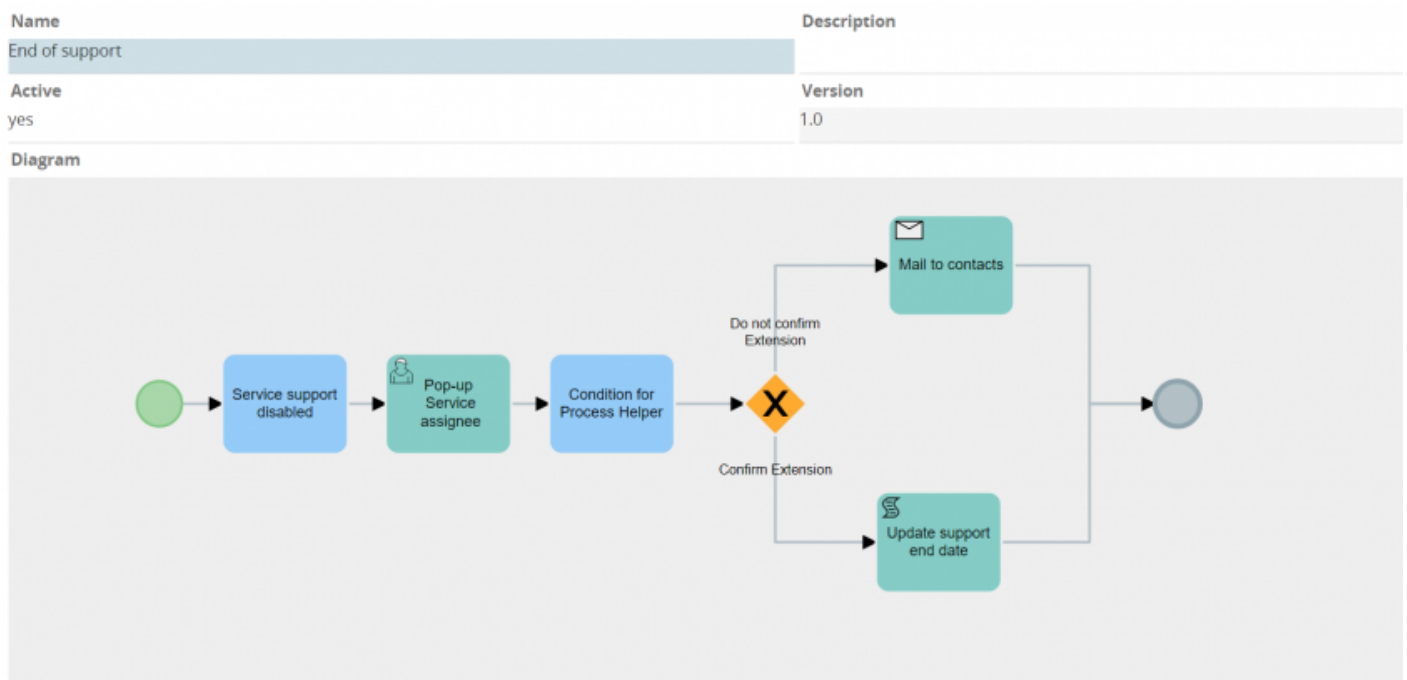 Name
Description
End of support
Active
Version
yes
1.0
Diagram
Mail to contacts
Do not confirm
Extension
Service support
disabled
Pop-up
Service
assignee
Condition for
Process Helper
X
Confirm Extension
Update support
end date